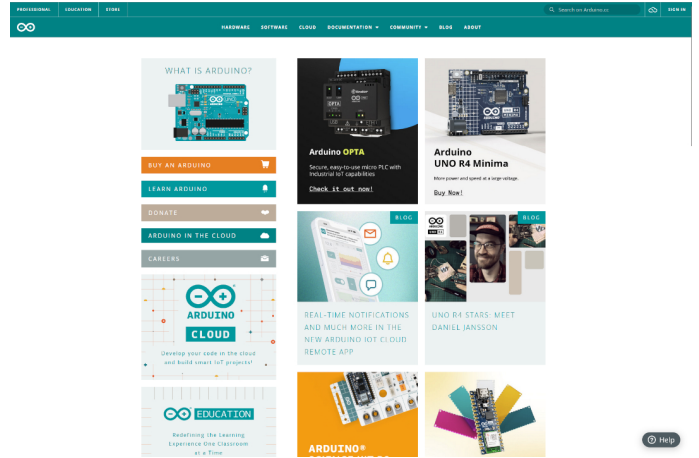 PROFESSIONAL EDUCATION STORE
Search on Arduino.cc
SIGN IN
HARDWARE SOFTWARE CLOUD DOCUMENTATION COMMUNITY BLOG ABOUT
WHAT IS ARDUINO?
UNO
BUY AN ARDUINO
LEARN ARDUINO
DONATE
ARDUINO IN THE CLOUD
CAREERS
ARDUINO
CLOUD
Develop your code in the cloud
and build smart IoT projects!
EDUCATION
Redefining the Learning
Experience One Classroom
at a Time
OPTA
Arduino OPTA
Secure, easy-to-use micro PLC with
Industrial IoT capabilities
Check it out now!
UNO
Arduino
UNO R4 Minima
More power and speed at a large voltage.
Buy Now!
BLOG
REAL-TIME NOTIFICATIONS
AND MUCH MORE IN THE
NEW ARDUINO IOT CLOUD
REMOTE APP
BLOG
UNO R4 STARS: MEET
DANIEL JANSSON
ARDUINO®
Help